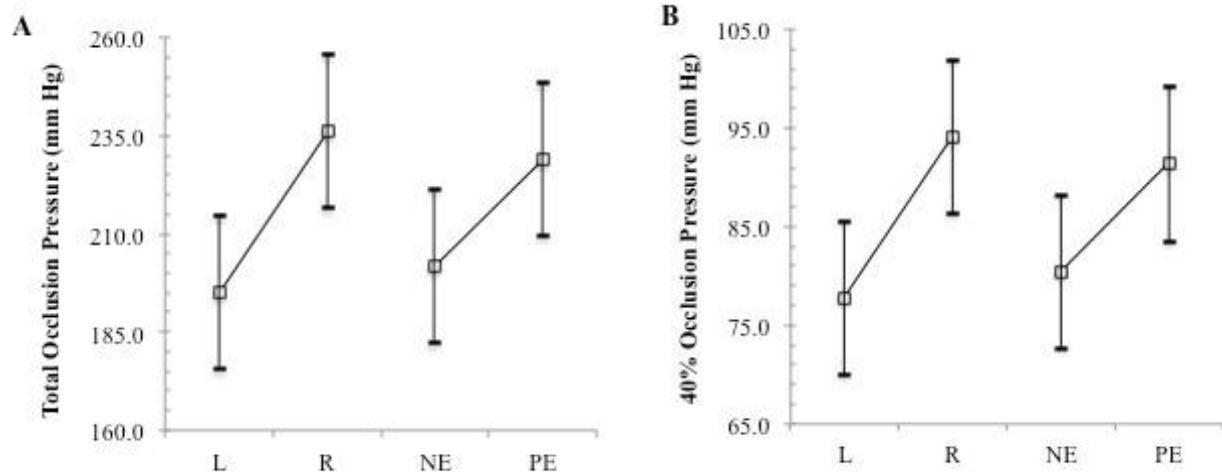 A
Total Occlusion Pressure (mm Hg)
260.0
235.0
210.0
185.0
160.0
L R NE PE
B
40% Occlusion Pressure (mm Hg)
105.0
95.0
85.0
75.0
65.0
L R NE PE